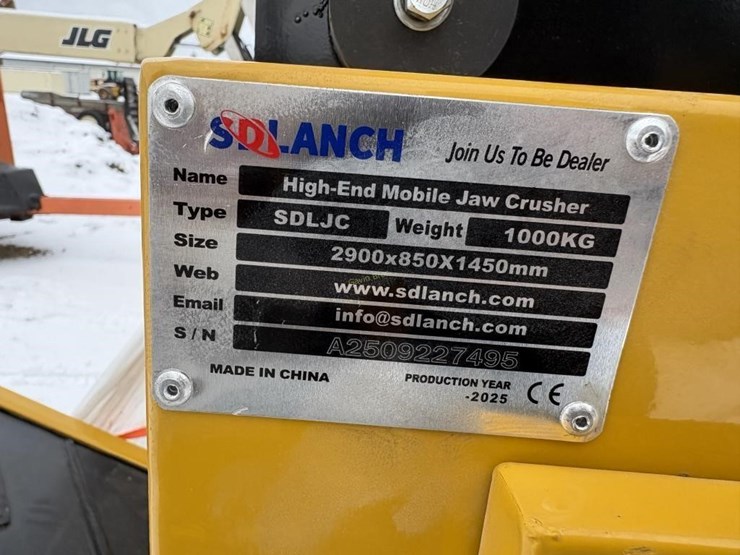 JLG
SDLANCH
Join Us To Be Dealer
Name High-End Mobile Jaw Crusher
Type SDLJC Weight 1000KG
Size 2900x850X1450mm
Web www.sdlanch.com
Email info@sdlanch.com
S/N A2509227495
MADE IN CHINA
PRODUCTION YEAR
-2025
CE